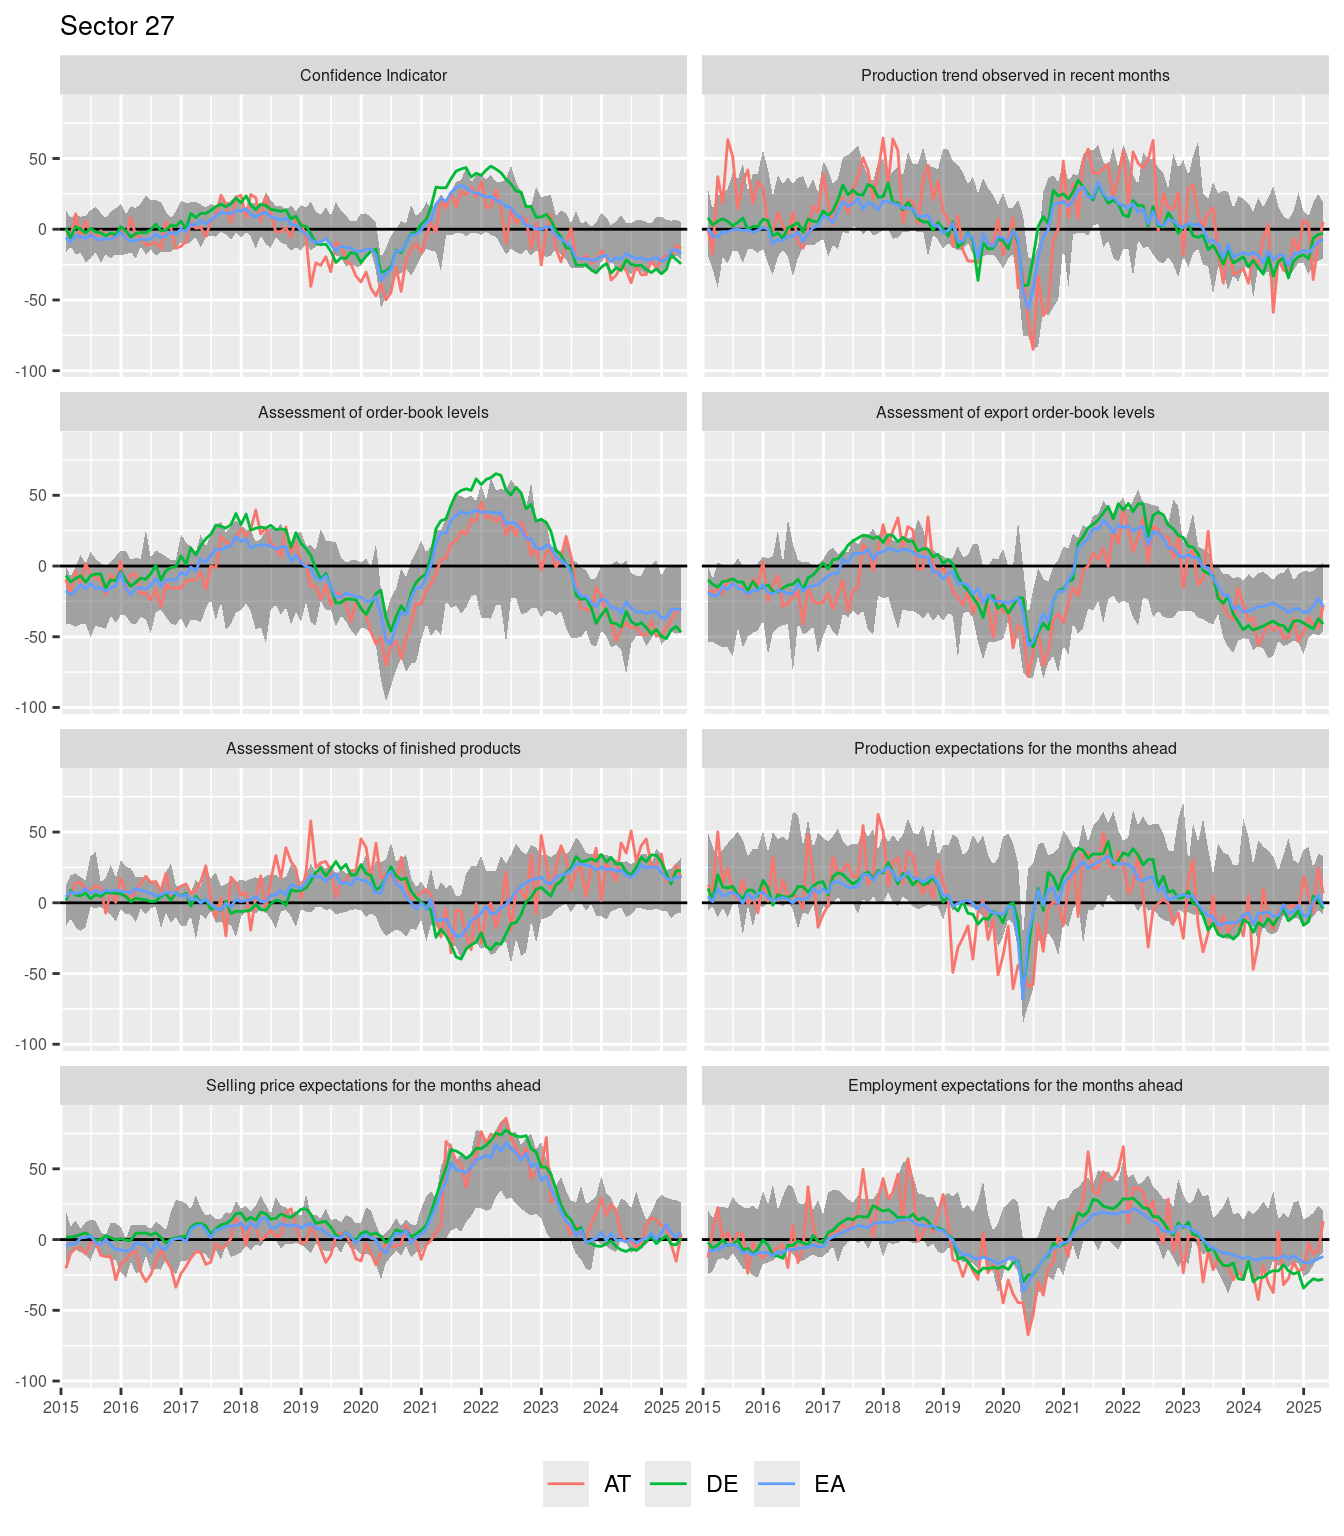 Sector 27
Confidence Indicator
Production trend observed in recent months
50
0
-50
-100
Assessment of order-book levels
Assessment of export order-book levels
50
0
-50
-100
Assessment of stocks of finished products
Production expectations for the months ahead
50
0
-50
-100
Selling price expectations for the months ahead
Employment expectations for the months ahead
50
0
-50
-100
2015 2016 2017 2018 2019 2020 2021 2022 2023 2024 2025 2015 2016 2017 2018 2019 2020 2021 2022 2023 2024 2025
AT DE EA